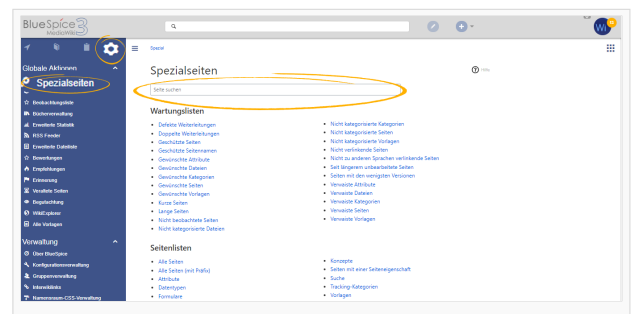 BlueSpice 3
MediaWiki
Spezial
Globale Aktionen
Spezialseiten
Beobachtungsliste
Bücherverwaltung
Erweiterte Statistik
RSS Feeder
Erweiterte Dateiliste
Bewertungen
Empfehlungen
Erinnerung
Veraltete Seiten
Begutachtung
WikiExplorer
Alle Vorlagen
Verwaltung
Über BlueSpice
Konfigurationsverwaltung
Gruppenverwaltung
Interwikilinks
Namensraum-CSS-Verwaltung
Spezialseiten
Hilfe
Seite suchen
Wartungslisten
Defekte Weiterleitungen
Doppelte Weiterleitungen
Geschützte Seiten
Geschützte Seitennamen
Gewünschte Attribute
Gewünschte Dateien
Gewünschte Kategorien
Gewünschte Seiten
Gewünschte Vorlagen
Kurze Seiten
Lange Seiten
Nicht beobachtete Seiten
Nicht kategorisierte Dateien
Nicht kategorisierte Kategorien
Nicht kategorisierte Seiten
Nicht kategorisierte Vorlagen
Nicht verlinkende Seiten
Nicht zu anderen Sprachen verlinkende Seiten
Seit längerem unbearbeitete Seiten
Seiten mit den wenigsten Versionen
Verwaiste Attribute
Verwaiste Dateien
Verwaiste Kategorien
Verwaiste Seiten
Verwaiste Vorlagen
Seitenlisten
Alle Seiten
Alle Seiten (mit Präfix)
Attribute
Datentypen
Formulare
Konzepte
Seiten mit einer Seiteneigenschaft
Suche
Tracking-Kategorien
Vorlagen